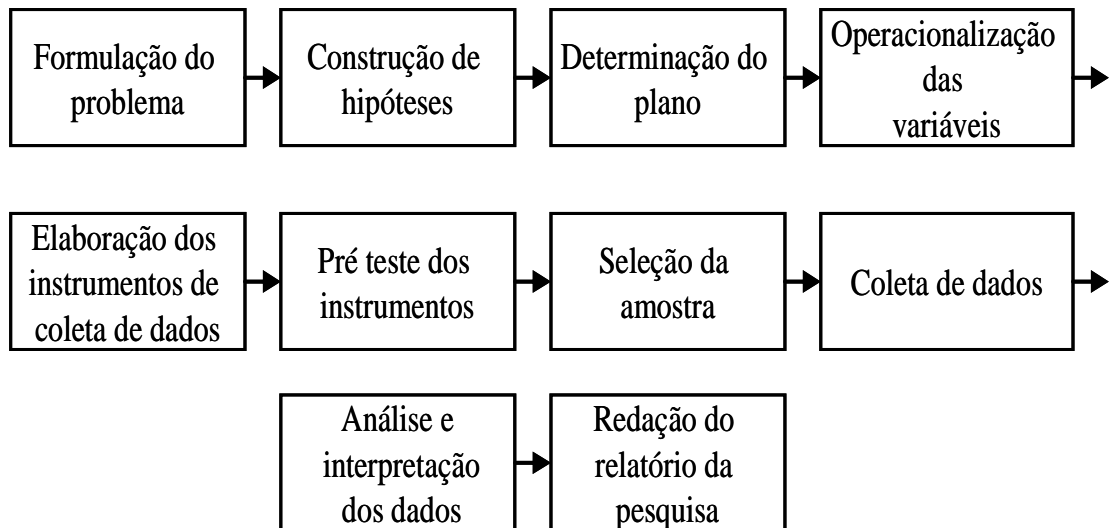 Formulação do
problema
Construção de
hipóteses
Determinação do
plano
Operacionalização
das
variáveis
Elaboração dos
instrumentos de
coleta de dados
Pré teste dos
instrumentos
Seleção da
amostra
Coleta de dados
Análise e
interpretação
dos dados
Redação do
relatório da
pesquisa